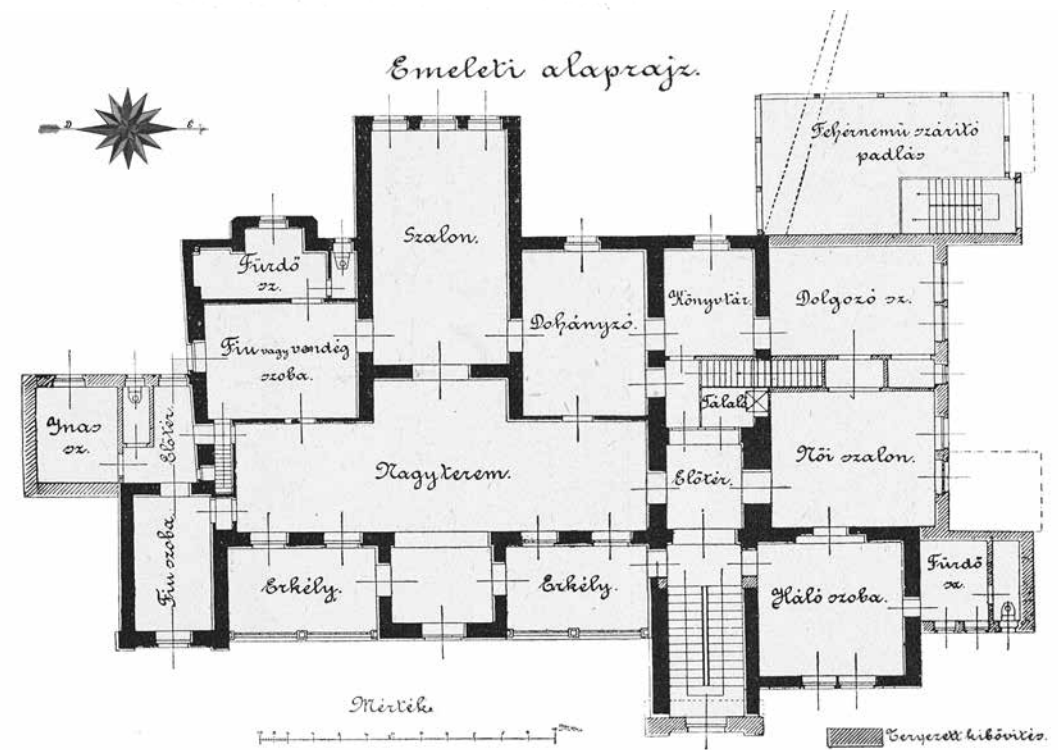 Emeleti alaprajz.
D
É
Fehérnemü szárító
padlás
Szalon.
Fürdő
sz.
Könyvtár.
Dolgozó sz.
Dohányzó.
Fiu vagy vendég
szoba.
Tálaló
Inas
sz.
Előtér.
Nagyterem.
Előtér.
Női szalon.
Fiu szoba.
Erkély.
Erkély.
Háló szoba.
Fürdő
sz.
Mérték.
Tervezett kibővítés.